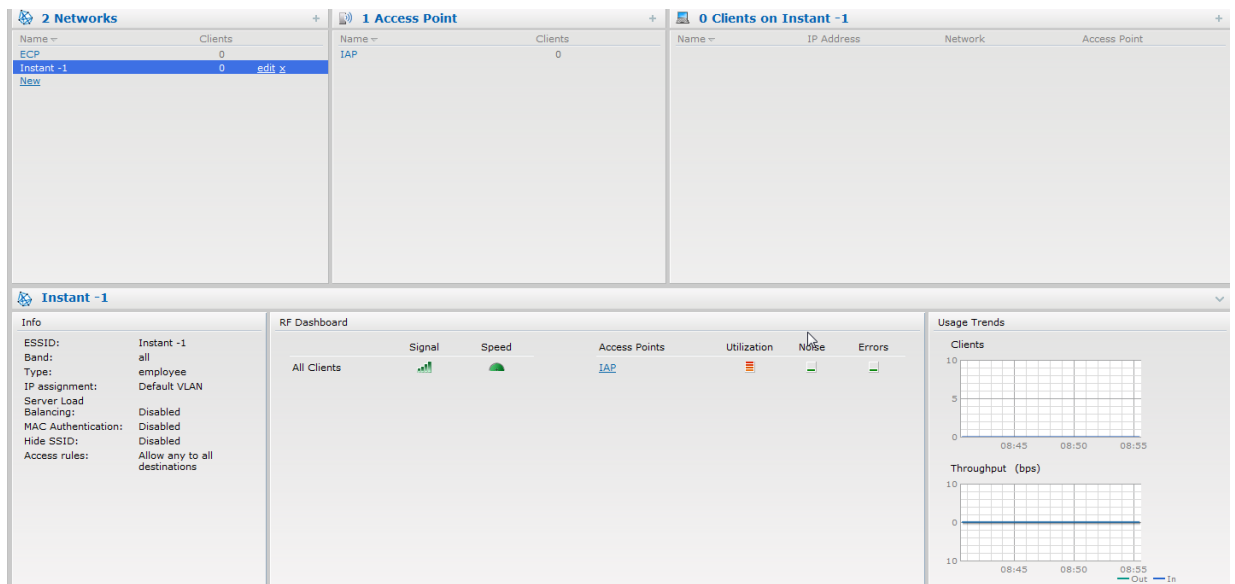 2 Networks +
Name Clients
ECP 0
Instant -1 0 edit x
New
1 Access Point +
Name Clients
IAP 0
0 Clients on Instant -1 +
Name IP Address Network Access Point
Instant -1
Info
ESSID: Instant -1
Band: all
Type: employee
IP assignment: Default VLAN
Server Load
Balancing: Disabled
MAC Authentication: Disabled
Hide SSID: Disabled
Access rules: Allow any to all
destinations
RF Dashboard
Signal Speed Access Points Utilization Noise Errors
All Clients IAP
Usage Trends
Clients
10
5
0
08:45 08:50 08:55
Throughput (bps)
10
0
10
08:45 08:50 08:55
Out In